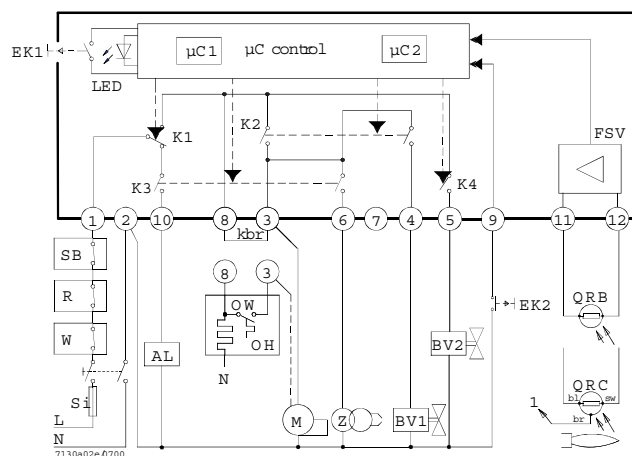 µC1 µC control µC2
EK1
LED
FSV
K1
K2
K3
K4
1 2 10 8 3 6 7 4 5 9 11 12
kbr
SB
R
W
8 3
OW
OH
N
AL
EK2
QRB
BV2
QRC
bl sw
br
1
Si
L
N
M
Z
BV1
7130a02e/0700